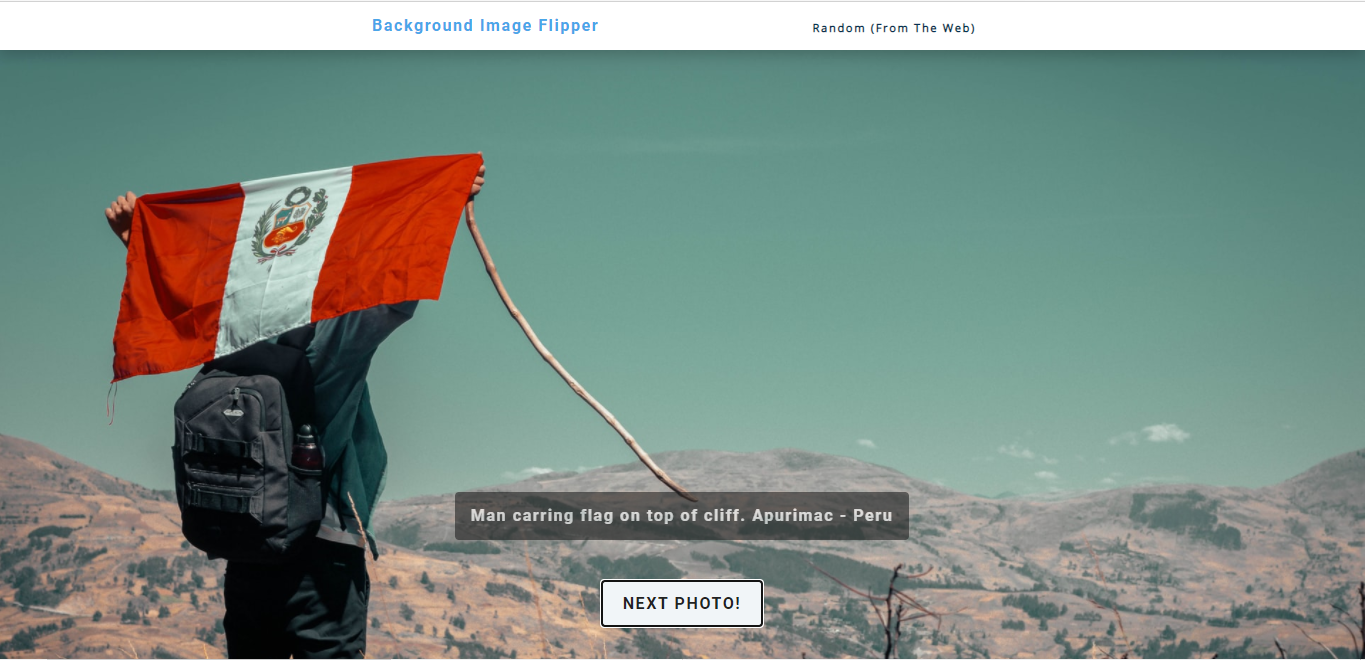 Background Image Flipper
Random (From The Web)
Man carring flag on top of cliff. Apurimac - Peru
NEXT PHOTO!